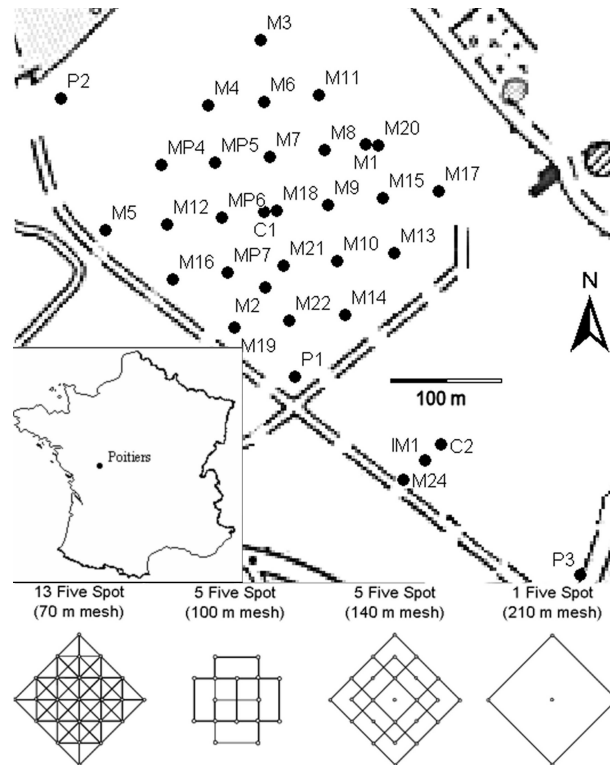 M3
P2
M4
M6
M11
MP4
MP5
M7
M8
M20
M1
M17
M5
M12
MP6
M18
M9
M15
C1
M16
MP7
M21
M10
M13
N
M2
M22
M14
M19
P1
100 m
Poitiers
IM1
C2
M24
P3
13 Five Spot
(70 m mesh)
5 Five Spot
(100 m mesh)
5 Five Spot
(140 m mesh)
1 Five Spot
(210 m mesh)